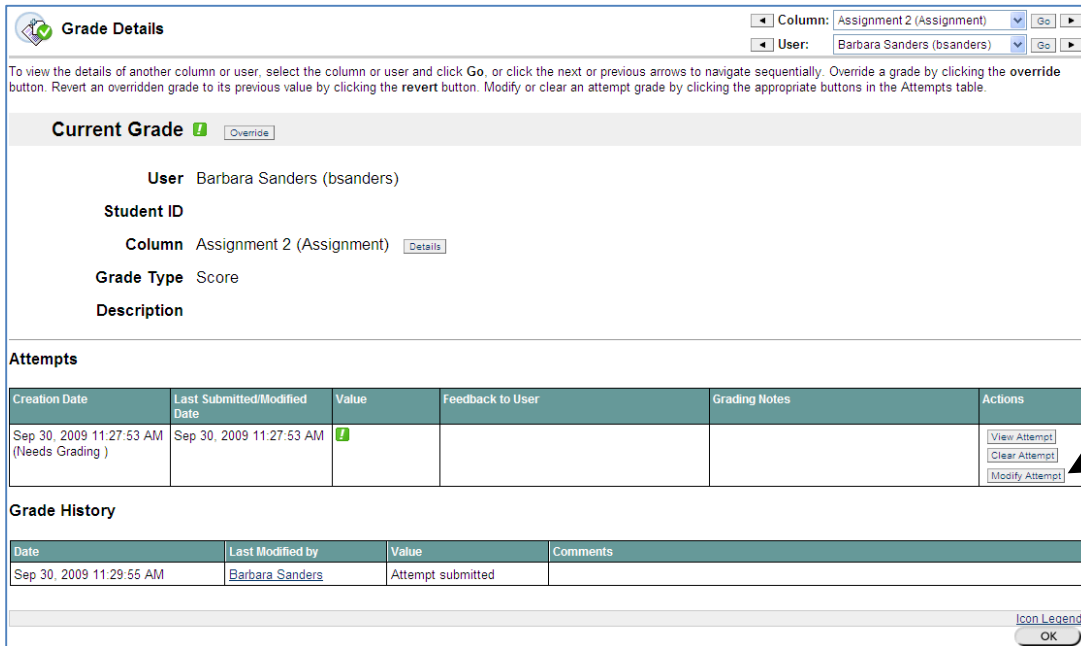 Grade Details
Column: Assignment 2 (Assignment) Go
User: Barbara Sanders (bsanders) Go
To view the details of another column or user, select the column or user and click Go, or click the next or previous arrows to navigate sequentially. Override a grade by clicking the override
button. Revert an overridden grade to its previous value by clicking the revert button. Modify or clear an attempt grade by clicking the appropriate buttons in the Attempts table.
Current Grade ! Override
User Barbara Sanders (bsanders)
Student ID
Column Assignment 2 (Assignment) Details
Grade Type Score
Description
Attempts
Creation Date Last Submitted/Modified Value Feedback to User Grading Notes Actions
Date
Sep 30, 2009 11:27:53 AM Sep 30, 2009 11:27:53 AM ! View Attempt
(Needs Grading ) Clear Attempt
Modify Attempt
Grade History
Date Last Modified by Value Comments
Sep 30, 2009 11:29:55 AM Barbara Sanders Attempt submitted
Icon Legend
OK